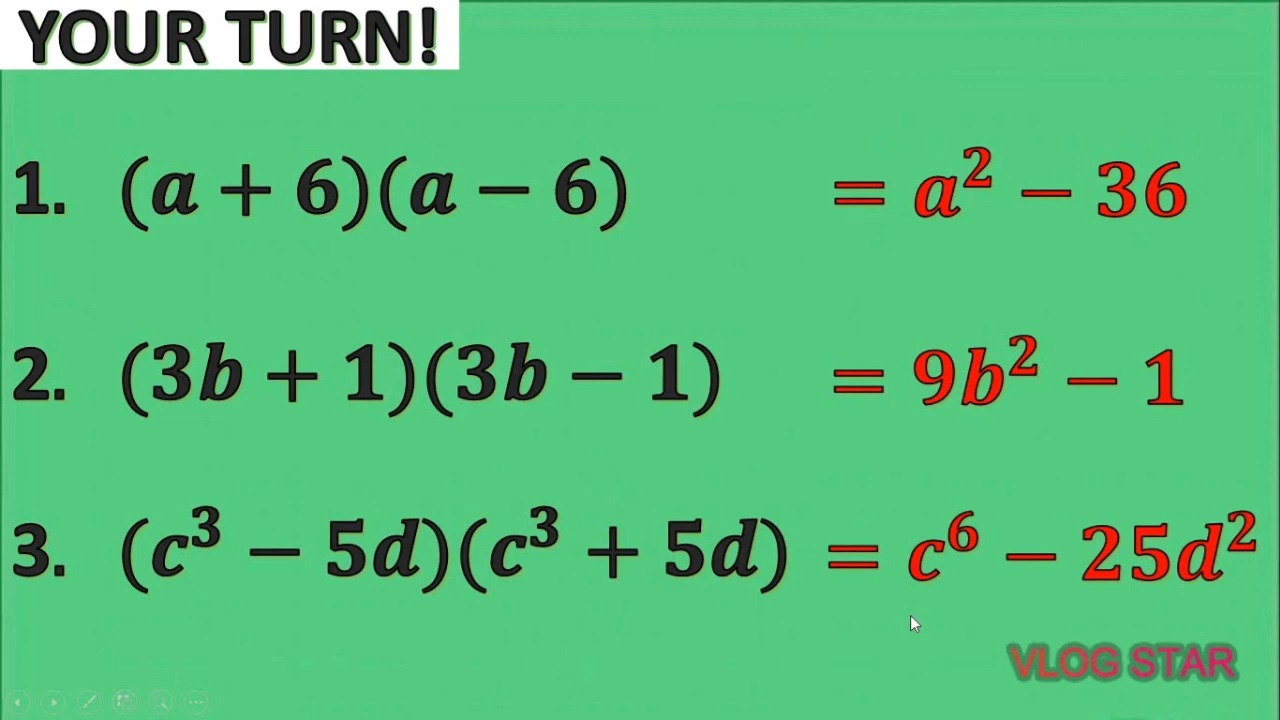 YOUR TURN!
1. (a + 6)(a − 6) = a² − 36
2. (3b + 1)(3b − 1) = 9b² − 1
3. (c³ − 5d)(c³ + 5d) = c⁶ − 25d²
VLOG STAR